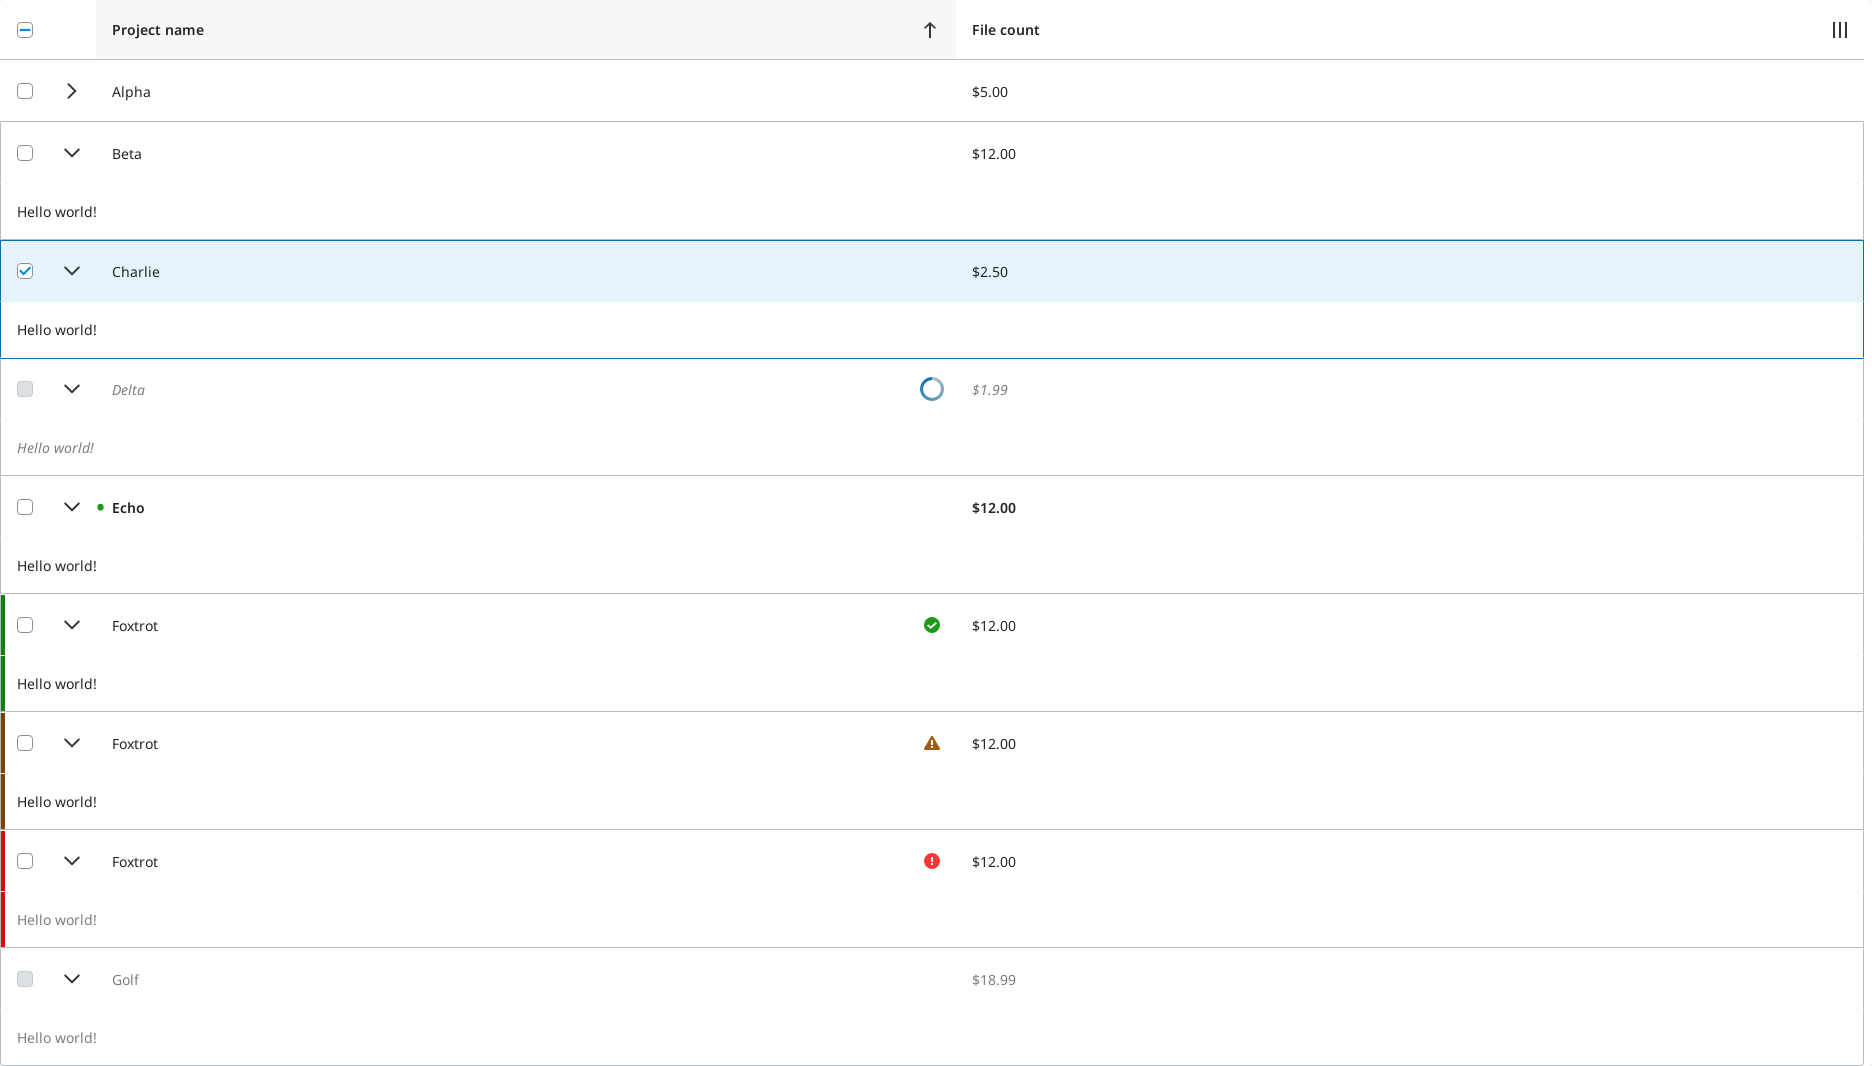 Project name File count
Alpha $5.00
Beta $12.00
Hello world!
Charlie $2.50
Hello world!
Delta $1.99
Hello world!
Echo $12.00
Hello world!
Foxtrot $12.00
Hello world!
Foxtrot $12.00
Hello world!
Foxtrot $12.00
Hello world!
Golf $18.99
Hello world!